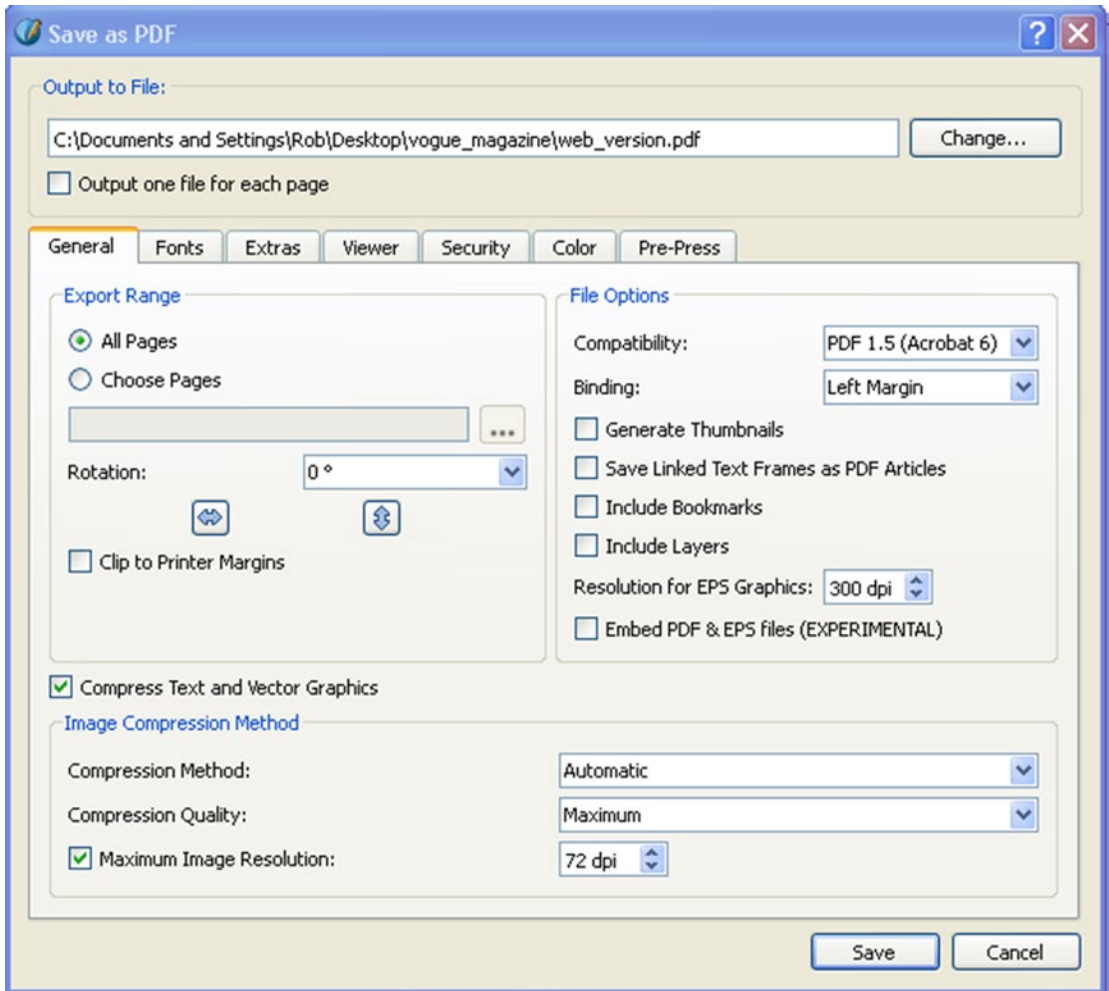 Save as PDF
Output to File:
C:\Documents and Settings\Rob\Desktop\vogue_magazine\web_version.pdf
Change...
Output one file for each page
General Fonts Extras Viewer Security Color Pre-Press
Export Range
All Pages
Choose Pages
...
Rotation: 0 °
Clip to Printer Margins
File Options
Compatibility: PDF 1.5 (Acrobat 6)
Binding: Left Margin
Generate Thumbnails
Save Linked Text Frames as PDF Articles
Include Bookmarks
Include Layers
Resolution for EPS Graphics: 300 dpi
Embed PDF & EPS files (EXPERIMENTAL)
Compress Text and Vector Graphics
Image Compression Method
Compression Method: Automatic
Compression Quality: Maximum
Maximum Image Resolution: 72 dpi
Save Cancel